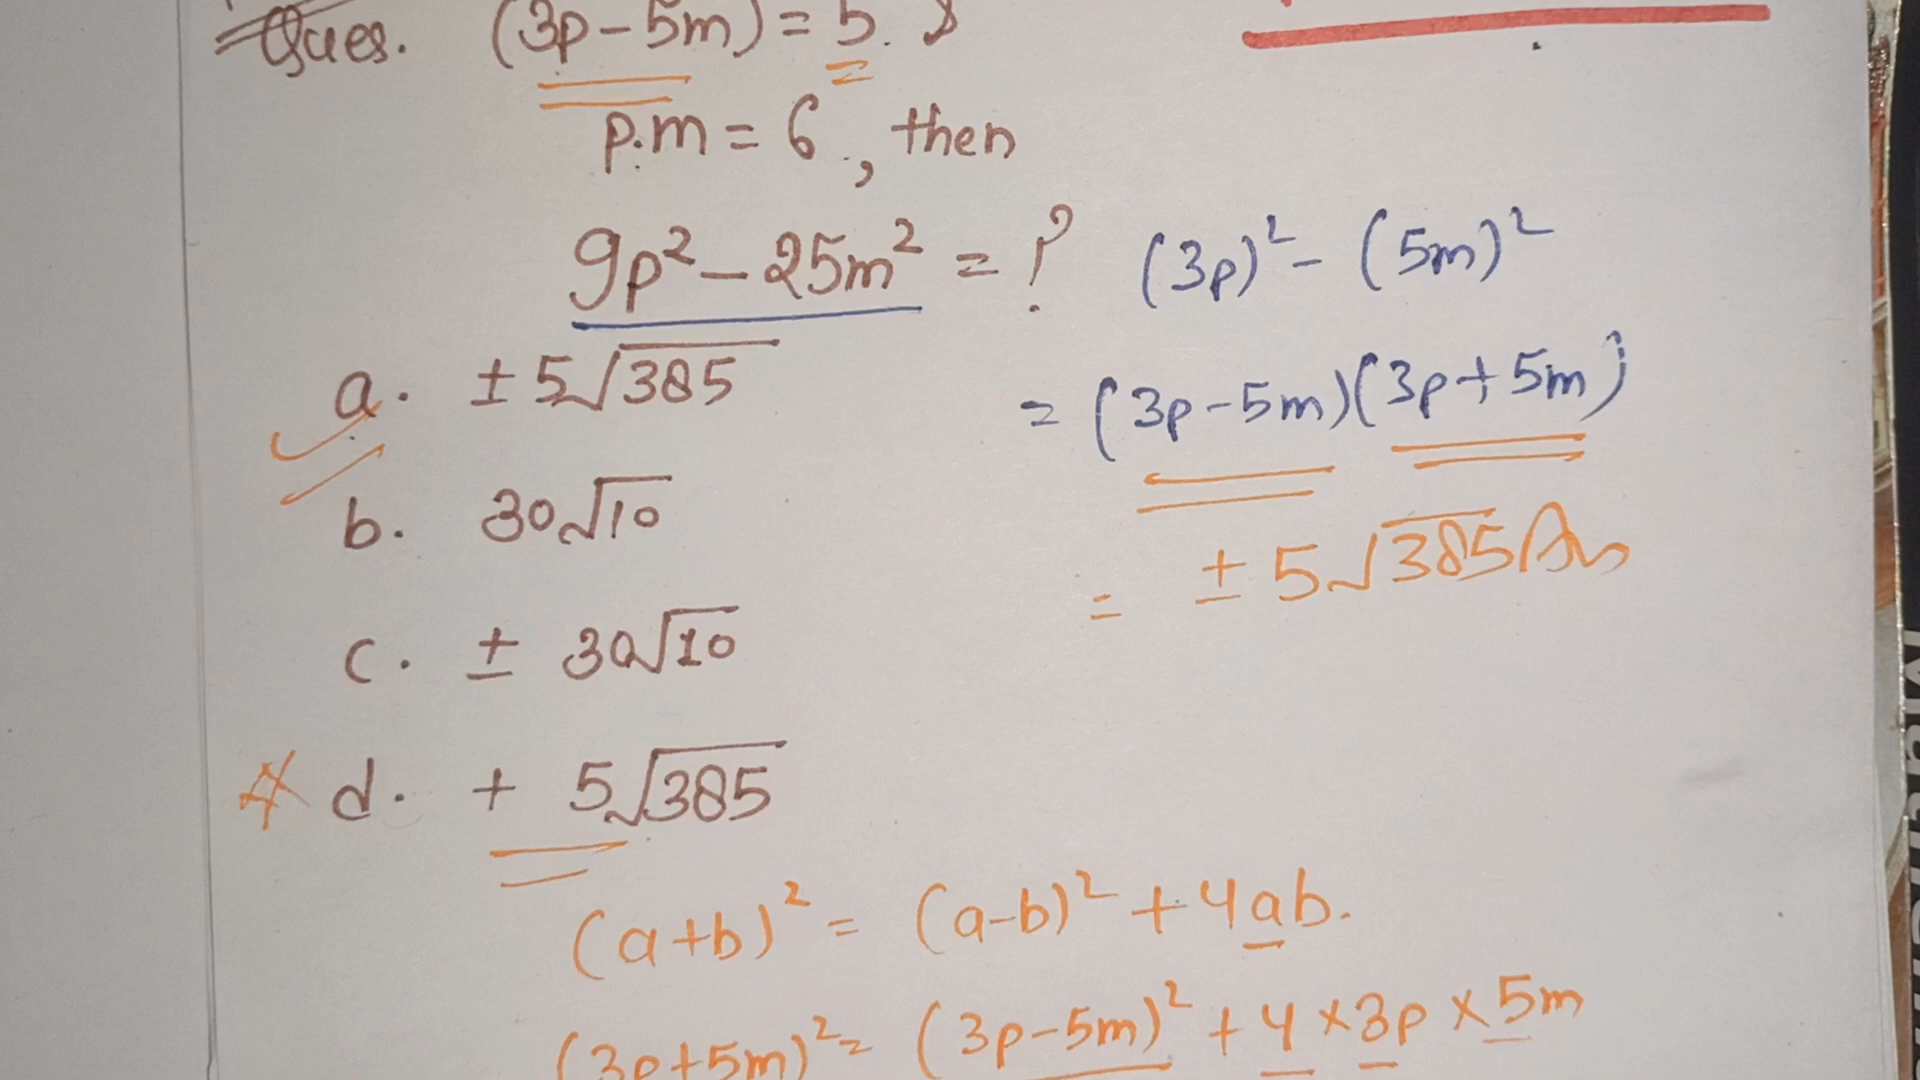 Ques. (3p-5m) = 5. &
p.m = 6, then
9p² - 25m² = ? (3p)² - (5m)²
a. ± 5√385
= (3p-5m)(3p+5m)
b. 30√10
= ± 5√385 Ans
c. ± 30√10
d. + 5√385
(a+b)² = (a-b)² + 4ab.
(3p+5m)² = (3p-5m)² + 4 × 3p × 5m